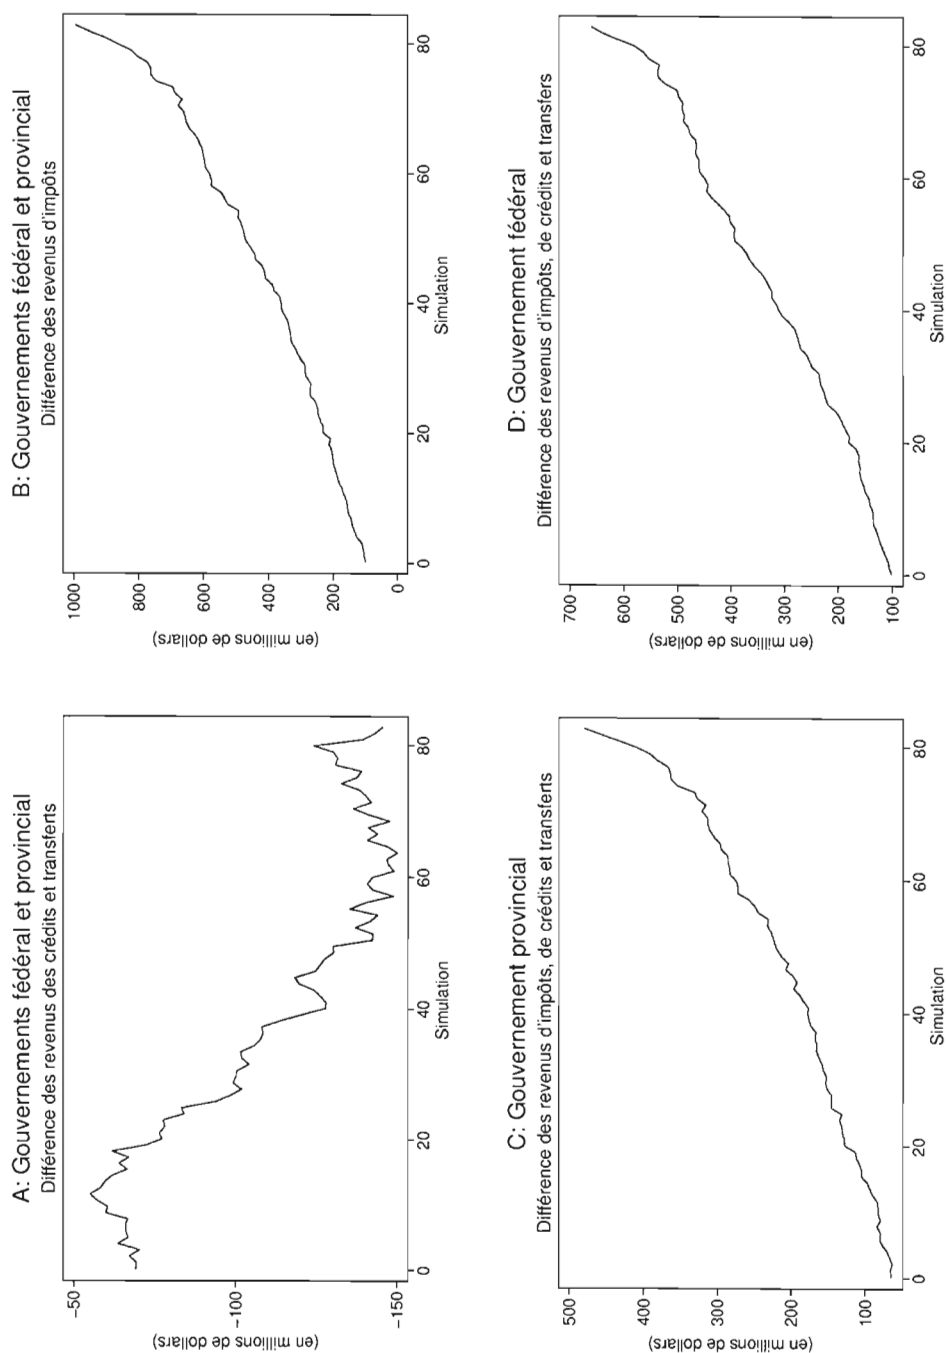 A: Gouvernements fédéral et provincial
Différence des revenus des crédits et transferts
(en millions de dollars)
-50
-100
-150
0
20
40
60
80
Simulation
B: Gouvernements fédéral et provincial
Différence des revenus d'impôts
(en millions de dollars)
1000
800
600
400
200
0
0
20
40
60
80
Simulation
C: Gouvernement provincial
Différence des revenus d'impôts, de crédits et transferts
(en millions de dollars)
500
400
300
200
100
0
20
40
60
80
Simulation
D: Gouvernement fédéral
Différence des revenus d'impôts, de crédits et transfers
(en millions de dollars)
700
600
500
400
300
200
100
0
20
40
60
80
Simulation